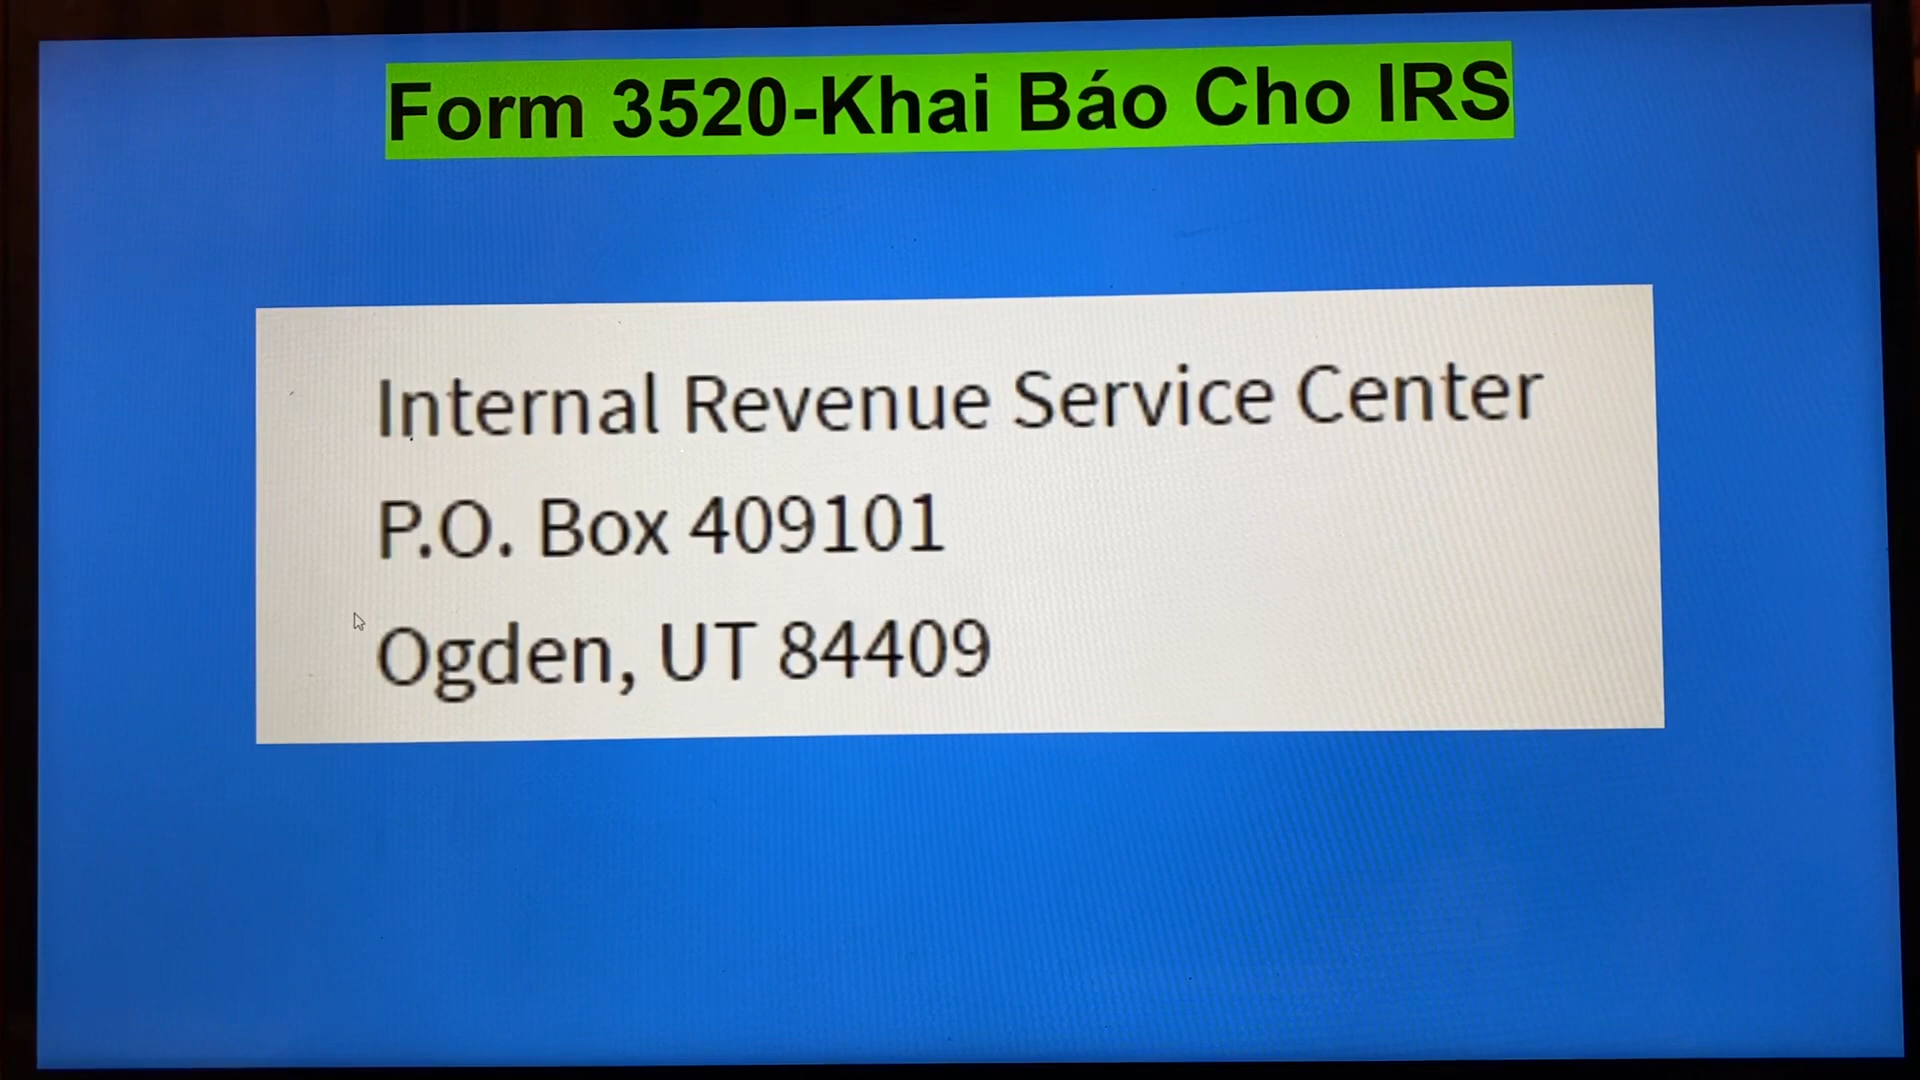 Form 3520-Khai Báo Cho IRS
Internal Revenue Service Center
P.O. Box 409101
Ogden, UT 84409